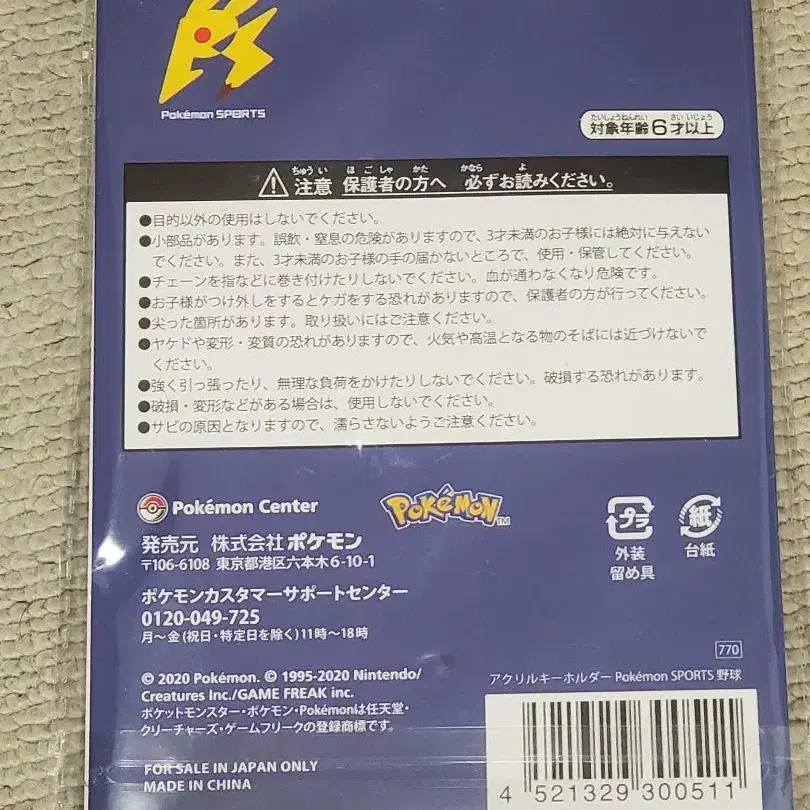 Pokémon SPORTS
たいしょうねんれい さい いじょう
対象年齢6才以上
ちゅうい ほごしゃ かた かなら よ
注意 保護者の方へ 必ずお読みください。
●目的以外の使用はしないでください。
●小部品があります。誤飲・窒息の危険がありますので、3才未満のお子様には絶対に与えない
でください。また、3才未満のお子様の手の届かないところで、使用・保管してください。
●チェーンを指などに巻き付けたりしないでください。血が通わなくなり危険です。
●お子様がつけ外しをするとケガをする恐れがありますので、保護者の方が行ってください。
●尖った箇所があります。取り扱いにはご注意ください。
●ヤケドや変形・変質の恐れがありますので、火気や高温となる物のそばには近づけないで
ください。
●強く引っ張ったり、無理な負荷をかけたりしないでください。破損する恐れがあります。
●破損・変形などがある場合は、使用しないでください。
●サビの原因となりますので、濡らさないようご注意ください。
Pokémon Center
POKéMON TM
発売元 株式会社ポケモン
〒106-6108 東京都港区六本木6-10-1
ポケモンカスタマーサポートセンター
0120-049-725
月～金(祝日・特定日を除く)11時～18時
プラ
外装
留め具
紙
台紙
770
© 2020 Pokémon. © 1995-2020 Nintendo/
Creatures Inc./GAME FREAK inc.
ポケットモンスター・ポケモン・Pokémonは任天堂・
クリーチャーズ・ゲームフリークの登録商標です。
FOR SALE IN JAPAN ONLY
MADE IN CHINA
アクリルキーホルダー Pokémon SPORTS 野球
4 521329 300511